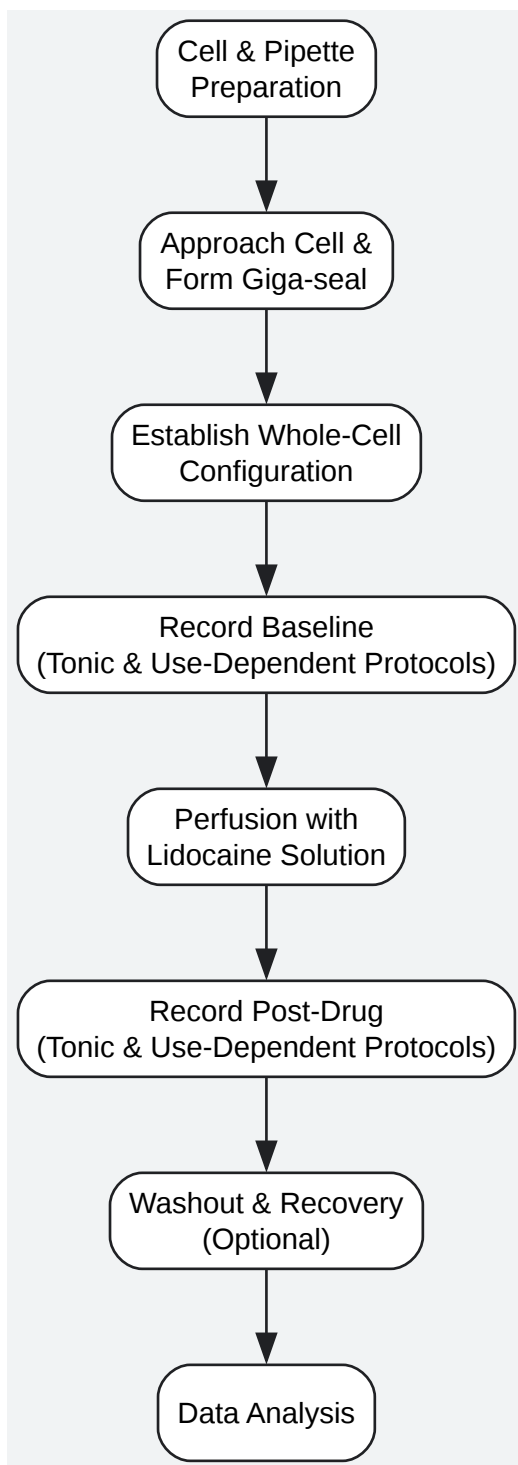 Cell & Pipette
Preparation
Approach Cell &
Form Giga-seal
Establish Whole-Cell
Configuration
Record Baseline
(Tonic & Use-Dependent Protocols)
Perfusion with
Lidocaine Solution
Record Post-Drug
(Tonic & Use-Dependent Protocols)
Washout & Recovery
(Optional)
Data Analysis